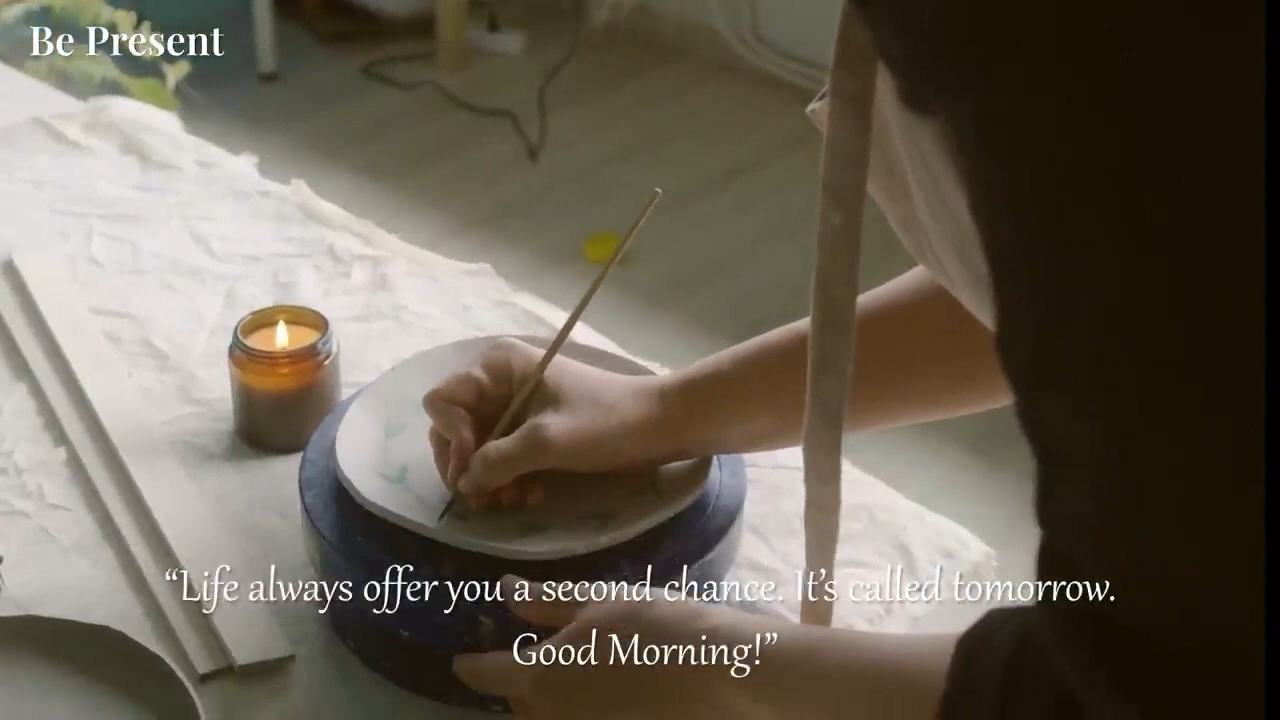 Be Present
“Life always offer you a second chance. It’s called tomorrow.
Good Morning!”